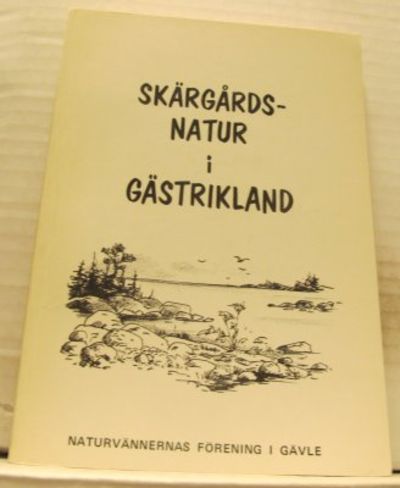 SKÄRGÅRDS-
NATUR
i
GÄSTRIKLAND
NATURVÄNNERNAS FÖRENING I GÄVLE